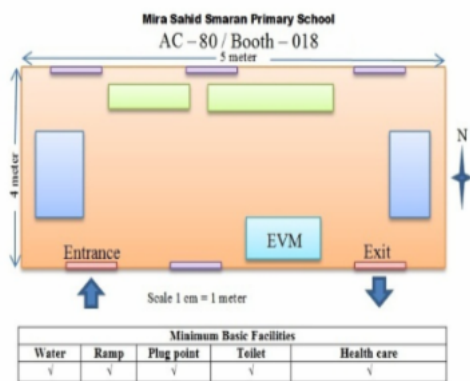 Mira Sahid Smaran Primary School
AC – 80 / Booth – 018
5 meter
4 meter
N
Entrance
EVM
Exit
Scale 1 cm = 1 meter
Minimum Basic Facilities
Water Ramp Plug point Toilet Health care
√ √ √ √ √